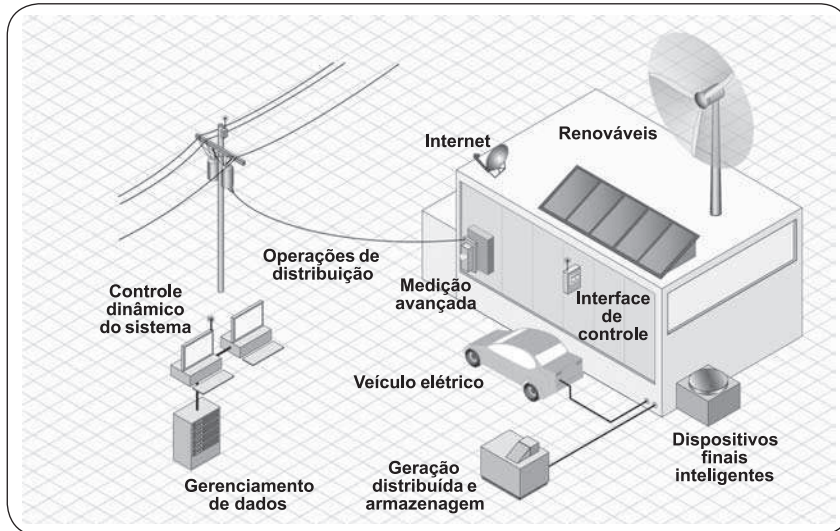 Internet
Renováveis
Operações de
distribuição
Medição
avançada
Interface
de
controle
Controle
dinâmico
do sistema
Veículo elétrico
Dispositivos
finais
inteligentes
Geração
distribuída e
armazenagem
Gerenciamento
de dados